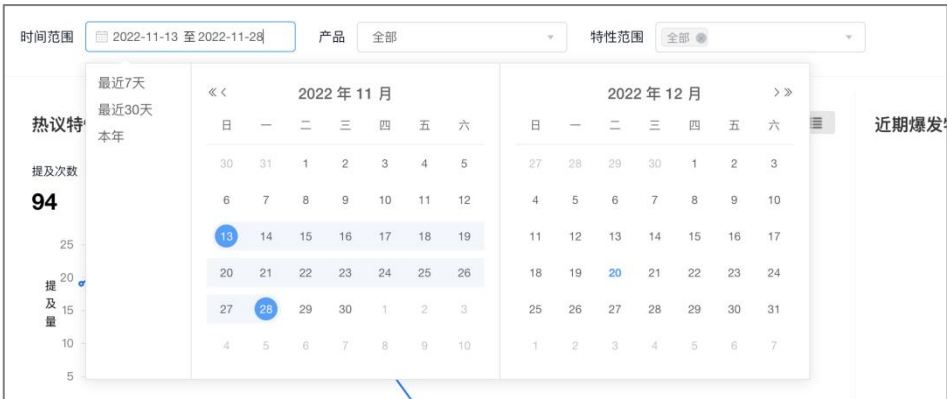 时间范围 2022-11-13 至 2022-11-28 产品 全部 特性范围 全部
最近7天
最近30天
本年
2022 年 11 月
日 一 二 三 四 五 六
30 31 1 2 3 4 5
6 7 8 9 10 11 12
13 14 15 16 17 18 19
20 21 22 23 24 25 26
27 28 29 30 1 2 3
4 5 6 7 8 9 10
2022 年 12 月
日 一 二 三 四 五 六
27 28 29 30 1 2 3
4 5 6 7 8 9 10
11 12 13 14 15 16 17
18 19 20 21 22 23 24
25 26 27 28 29 30 31
1 2 3 4 5 6 7
热议特
近期爆发
提及次数
94
提及量
25
20
15
10
5